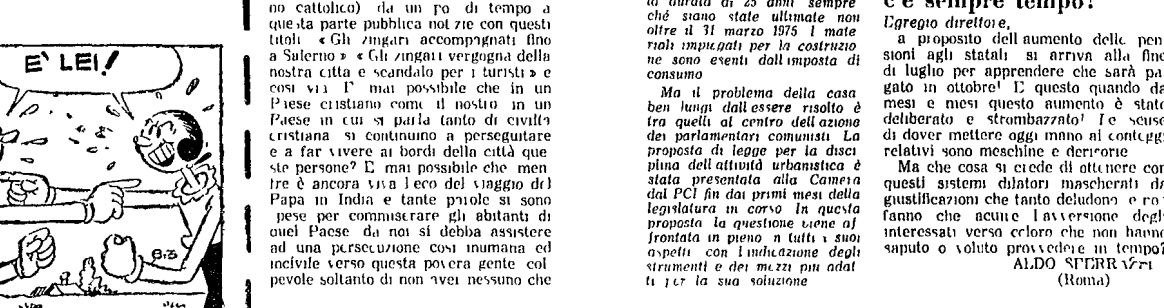 E' LEI!
8-3
no cattolico) da un po di tempo a
questa parte pubblica notizie con questi
titoli « Gli zingari accompagnati fino
a Salerno » « Gli zingari vergogna della
nostra citta e scandalo per i turisti » e
cosi via E' mai possibile che in un
Paese cristiano come il nostro in un
Paese in cui si parla tanto di civiltà
cristiana si continuino a perseguitare
e a far vivere ai bordi della città que
ste persone? E mai possibile che men
tre è ancora viva l eco del viaggio del
Papa in India e tante parole si sono
spese per commiserare gli abitanti di
quel Paese da noi si debba assistere
ad una persecuzione cosi inumana ed
incivile verso questa povera gente col
pevole soltanto di non aver nessuno che
la durata di 25 anni sempre
ché siano state ultimate non
oltre il 31 marzo 1975 I mate
riali impiegati per la costruzio
ne sono esenti dall imposta di
consumo
Ma il problema della casa
ben lungi dall essere risolto è
tra quelli al centro dell azione
dei parlamentari comunisti La
proposta di legge per la disci
plina dell attività urbanistica è
stata presentata alla Camera
dal PCI fin dai primi mesi della
legislatura in corso In questa
proposta la questione viene af
frontata in pieno n tutti i suoi
aspetti con l indicazione degli
strumenti e dei mezzi piu adat
ti per la sua soluzione
c'è sempre tempo?
Egregio direttore,
a proposito dell aumento delle pen
sioni agli statali si arriva alla fine
di luglio per apprendere che sarà pa
gato in ottobre! E questo quando da
mesi e mesi questo aumento è stato
deliberato e strombazzato! Le scuse
di dover mettere oggi mano ai conteggi
relativi sono meschine e derisorie
Ma che cosa si crede di ottenere con
questi sistemi dilatori mascherati da
giustificazioni che tanto deludono e
fanno che acuire l avversione degli
interessati verso coloro che non hanno
saputo o voluto provvedere in tempo?
ALDO
(Roma)